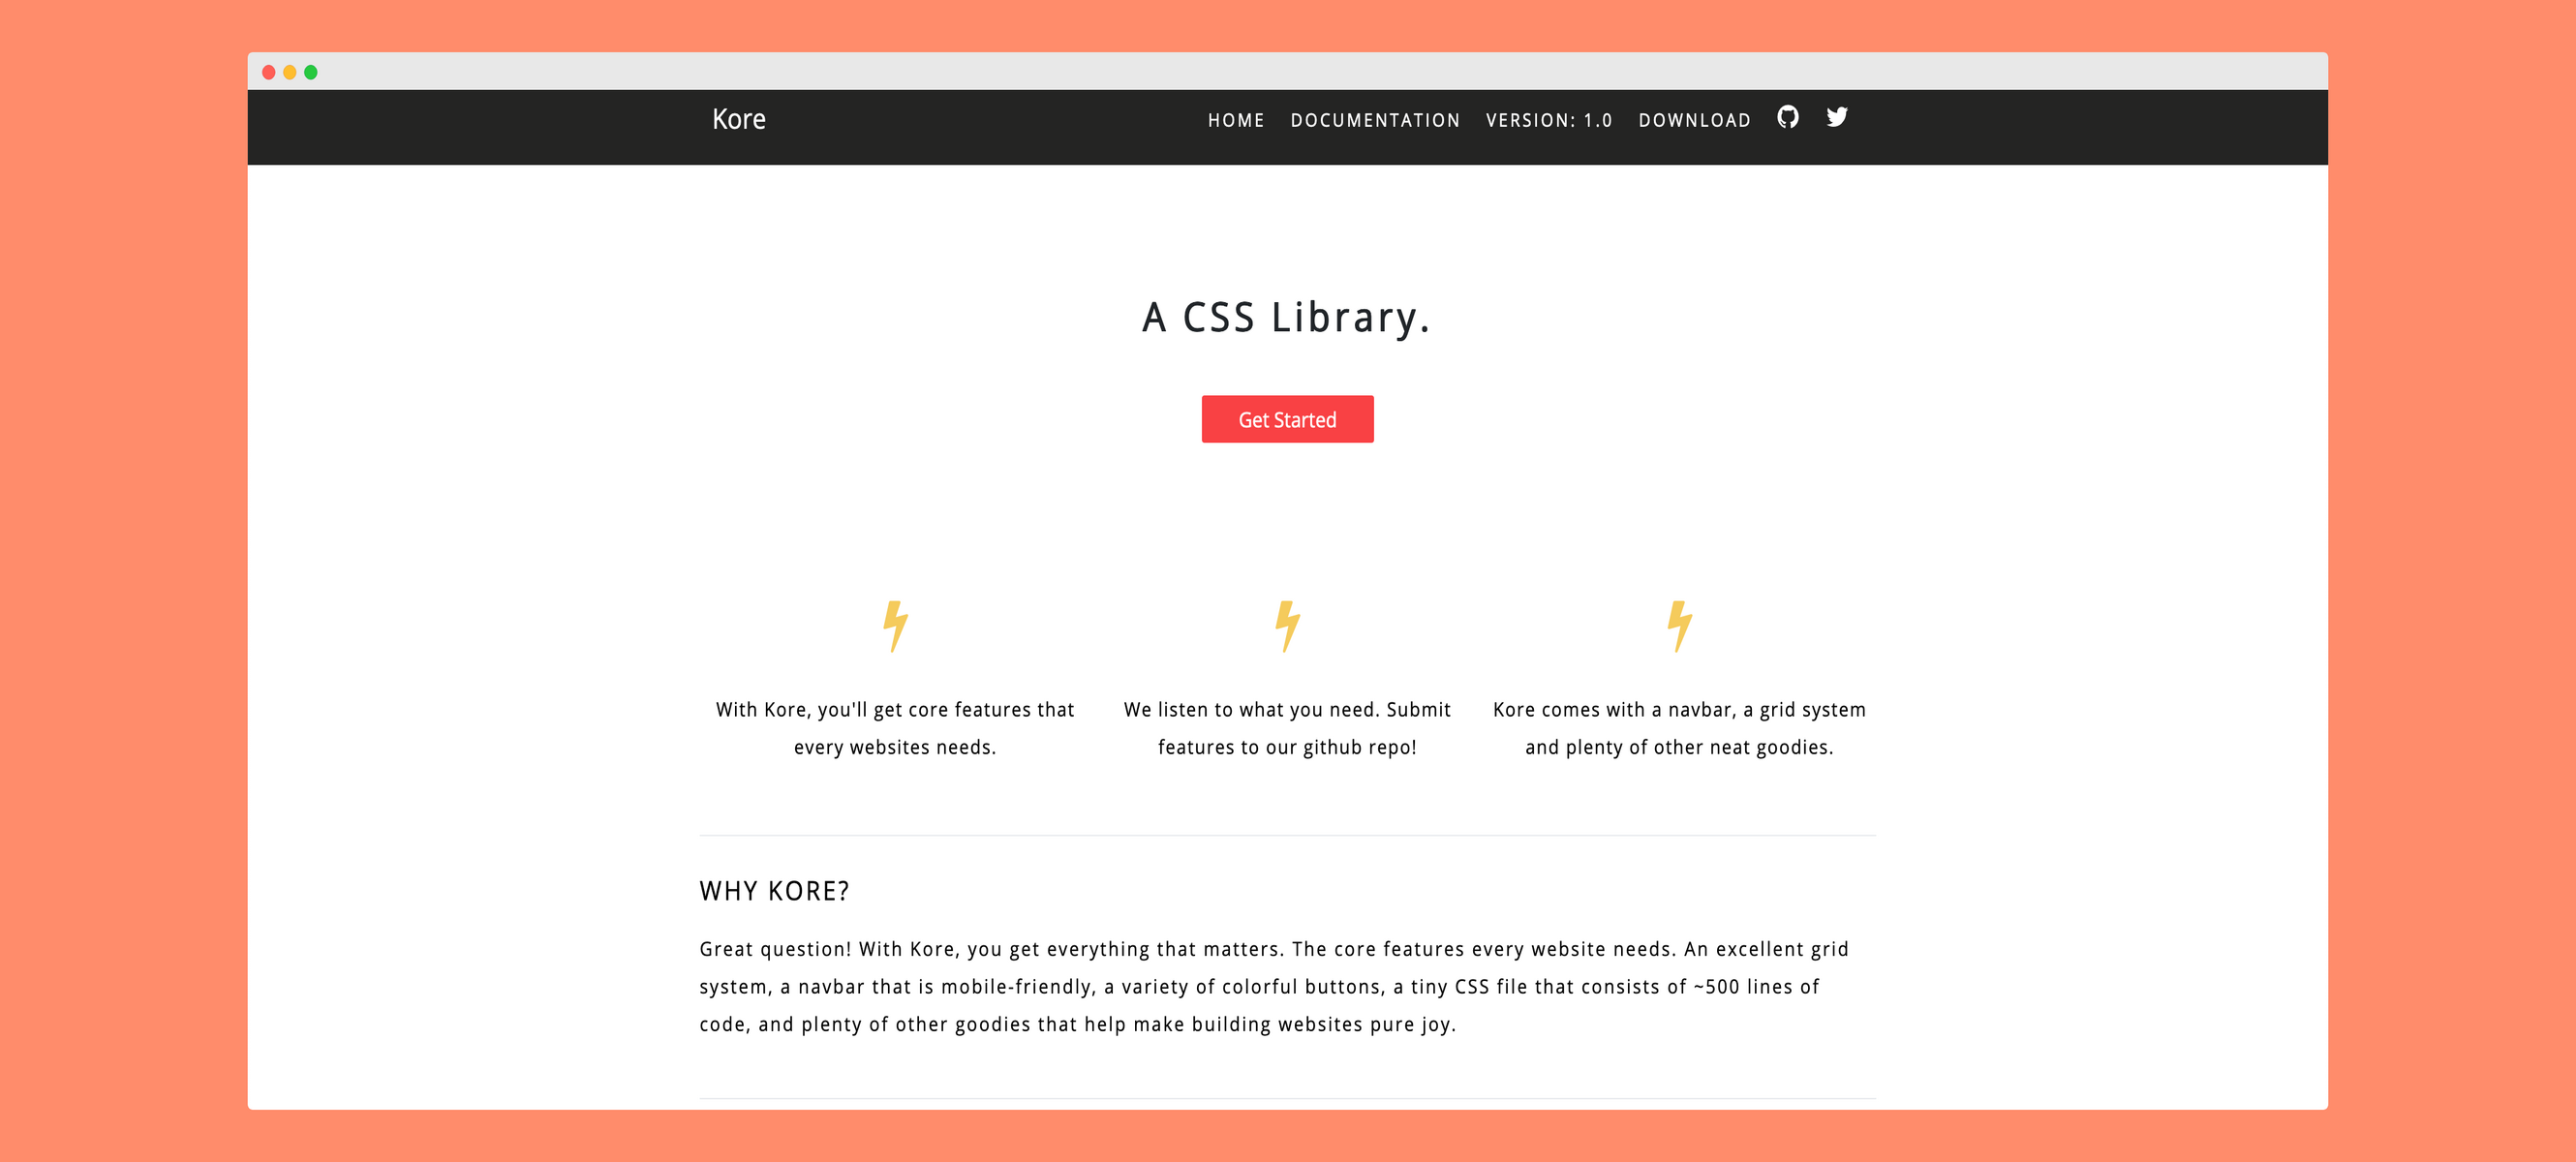 Kore
HOME DOCUMENTATION VERSION: 1.0 DOWNLOAD
A CSS Library.
Get Started
With Kore, you'll get core features that
every websites needs.
We listen to what you need. Submit
features to our github repo!
Kore comes with a navbar, a grid system
and plenty of other neat goodies.
WHY KORE?
Great question! With Kore, you get everything that matters. The core features every website needs. An excellent grid
system, a navbar that is mobile-friendly, a variety of colorful buttons, a tiny CSS file that consists of ~500 lines of
code, and plenty of other goodies that help make building websites pure joy.